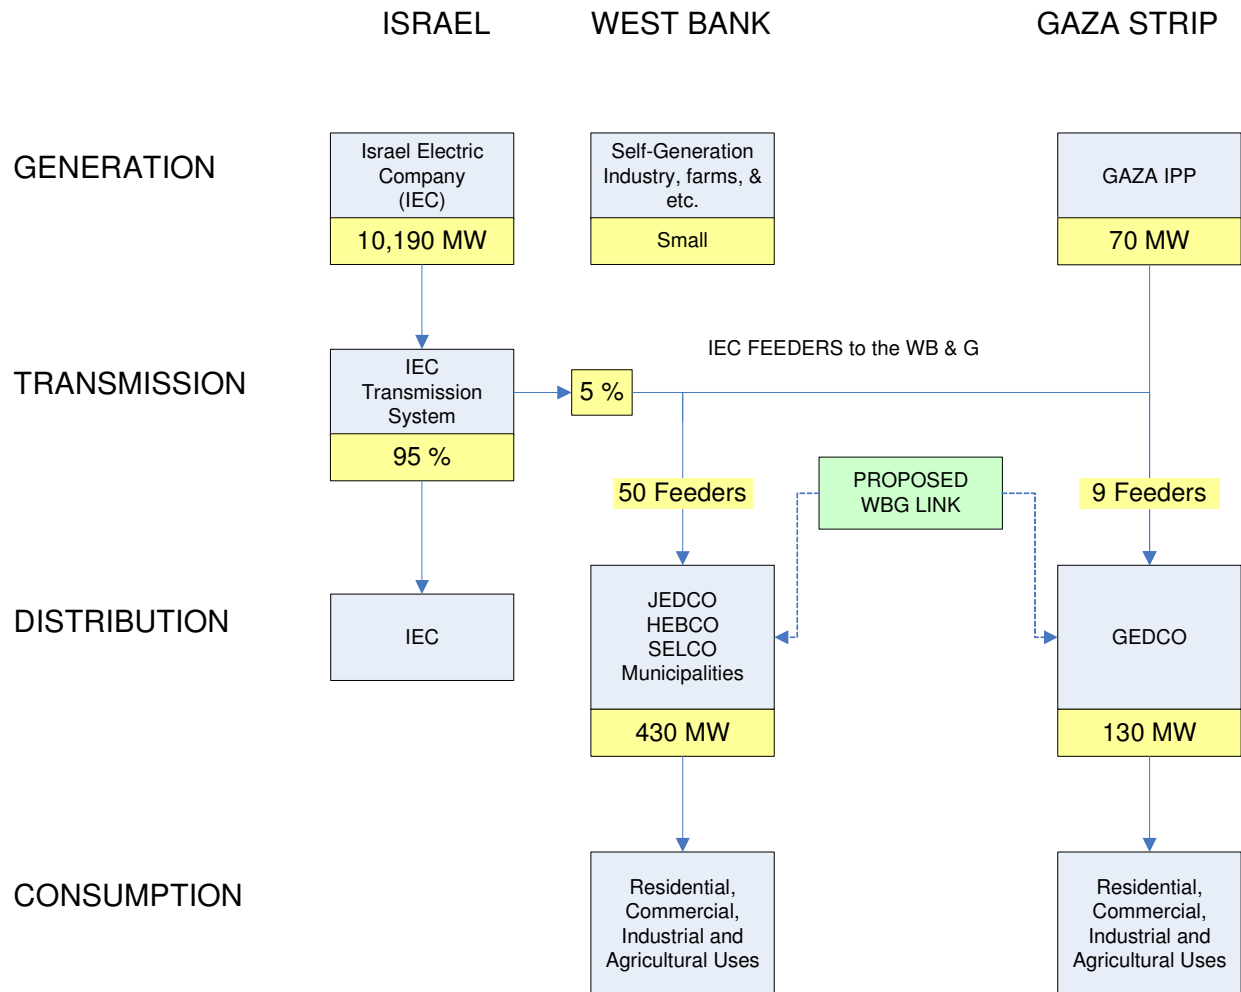 ISRAEL
WEST BANK
GAZA STRIP
GENERATION
Israel Electric
Company
(IEC)
10,190 MW
Self-Generation
Industry, farms, &
etc.
Small
GAZA IPP
70 MW
TRANSMISSION
IEC
Transmission
System
95 %
5 %
IEC FEEDERS to the WB & G
50 Feeders
PROPOSED
WBG LINK
9 Feeders
DISTRIBUTION
IEC
JEDCO
HEBCO
SELCO
Municipalities
430 MW
GEDCO
130 MW
CONSUMPTION
Residential,
Commercial,
Industrial and
Agricultural Uses
Residential,
Commercial,
Industrial and
Agricultural Uses